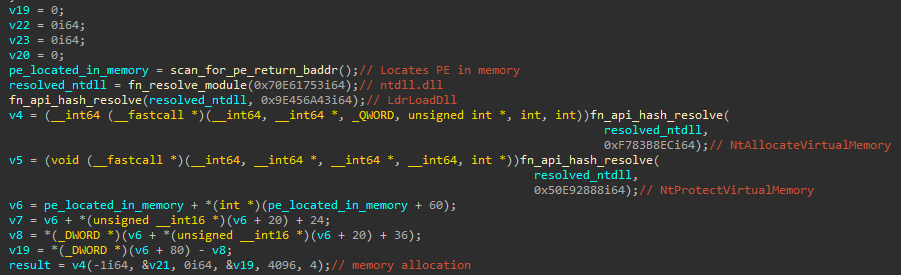 v19 = 0;
v22 = 0i64;
v23 = 0i64;
v20 = 0;
pe_located_in_memory = scan_for_pe_return_baddr();// Locates PE in memory
resolved_ntdll = fn_resolve_module(0x70E61753i64);// ntdll.dll
fn_api_hash_resolve(resolved_ntdll, 0x9E456A43i64);// LdrLoadDll
v4 = (__int64 (__fastcall *)(__int64, __int64 *, _QWORD, unsigned int *, int, int))fn_api_hash_resolve(
resolved_ntdll,
0xF783B8ECi64);// NtAllocateVirtualMemory
v5 = (void (__fastcall *)(__int64, __int64 *, __int64 *, __int64, int *))fn_api_hash_resolve(
resolved_ntdll,
0x50E92888i64);// NtProtectVirtualMemory
v6 = pe_located_in_memory + *(int *)(pe_located_in_memory + 60);
v7 = v6 + *(unsigned __int16 *)(v6 + 20) + 24;
v8 = *(_DWORD *)(v6 + *(unsigned __int16 *)(v6 + 20) + 36);
v19 = *(_DWORD *)(v6 + 80) - v8;
result = v4(-1i64, &v21, 0i64, &v19, 4096, 4);// memory allocation